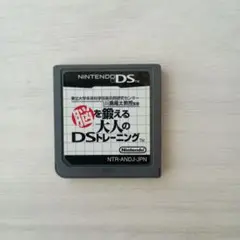 NINTENDO DS
東北大学未来科学技術共同研究センター
川島隆太教授監修
脳を鍛える
大人の
DSトレーニング
Nintendo
NTR-ANDJ-JPN